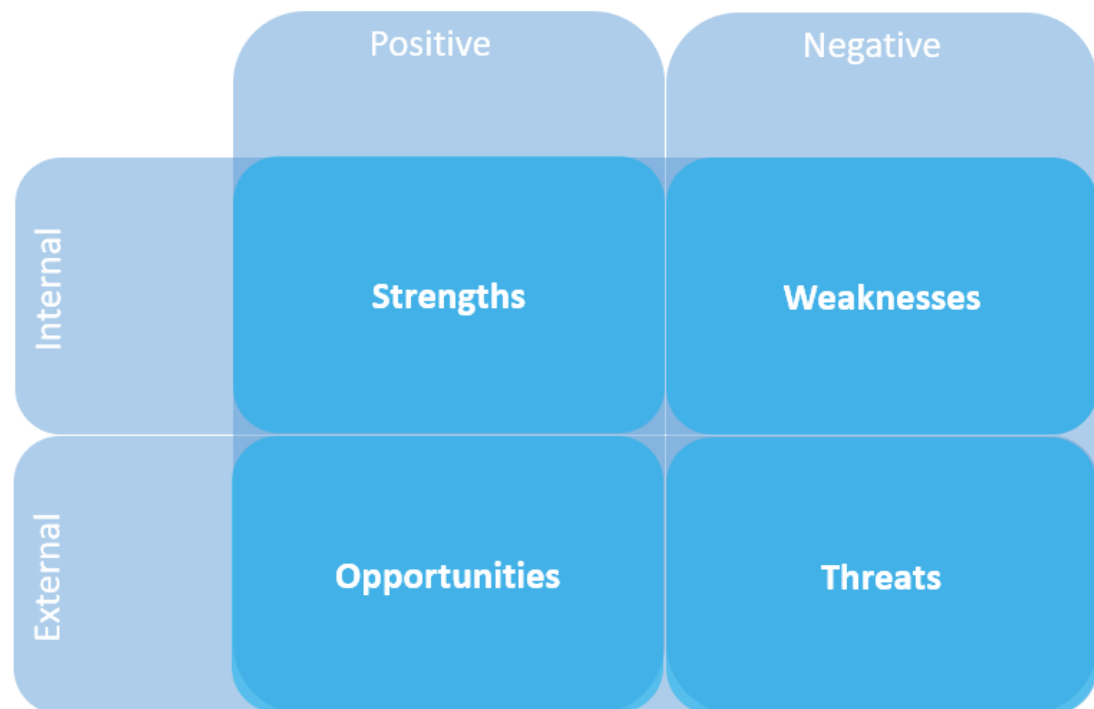 Positive
Negative
Internal
Strengths
Weaknesses
External
Opportunities
Threats